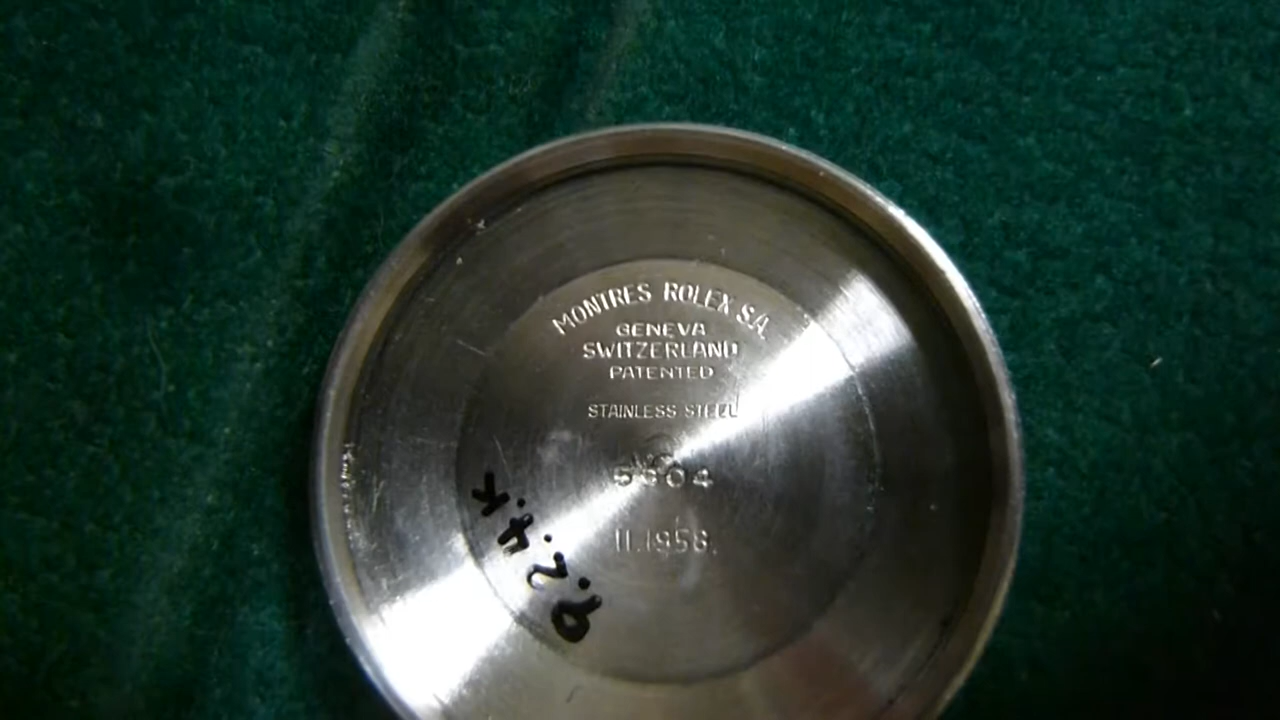 MONTRES ROLEX S.A.
GENEVA
SWITZERLAND
PATENTED
STAINLESS STEEL
II.1958.